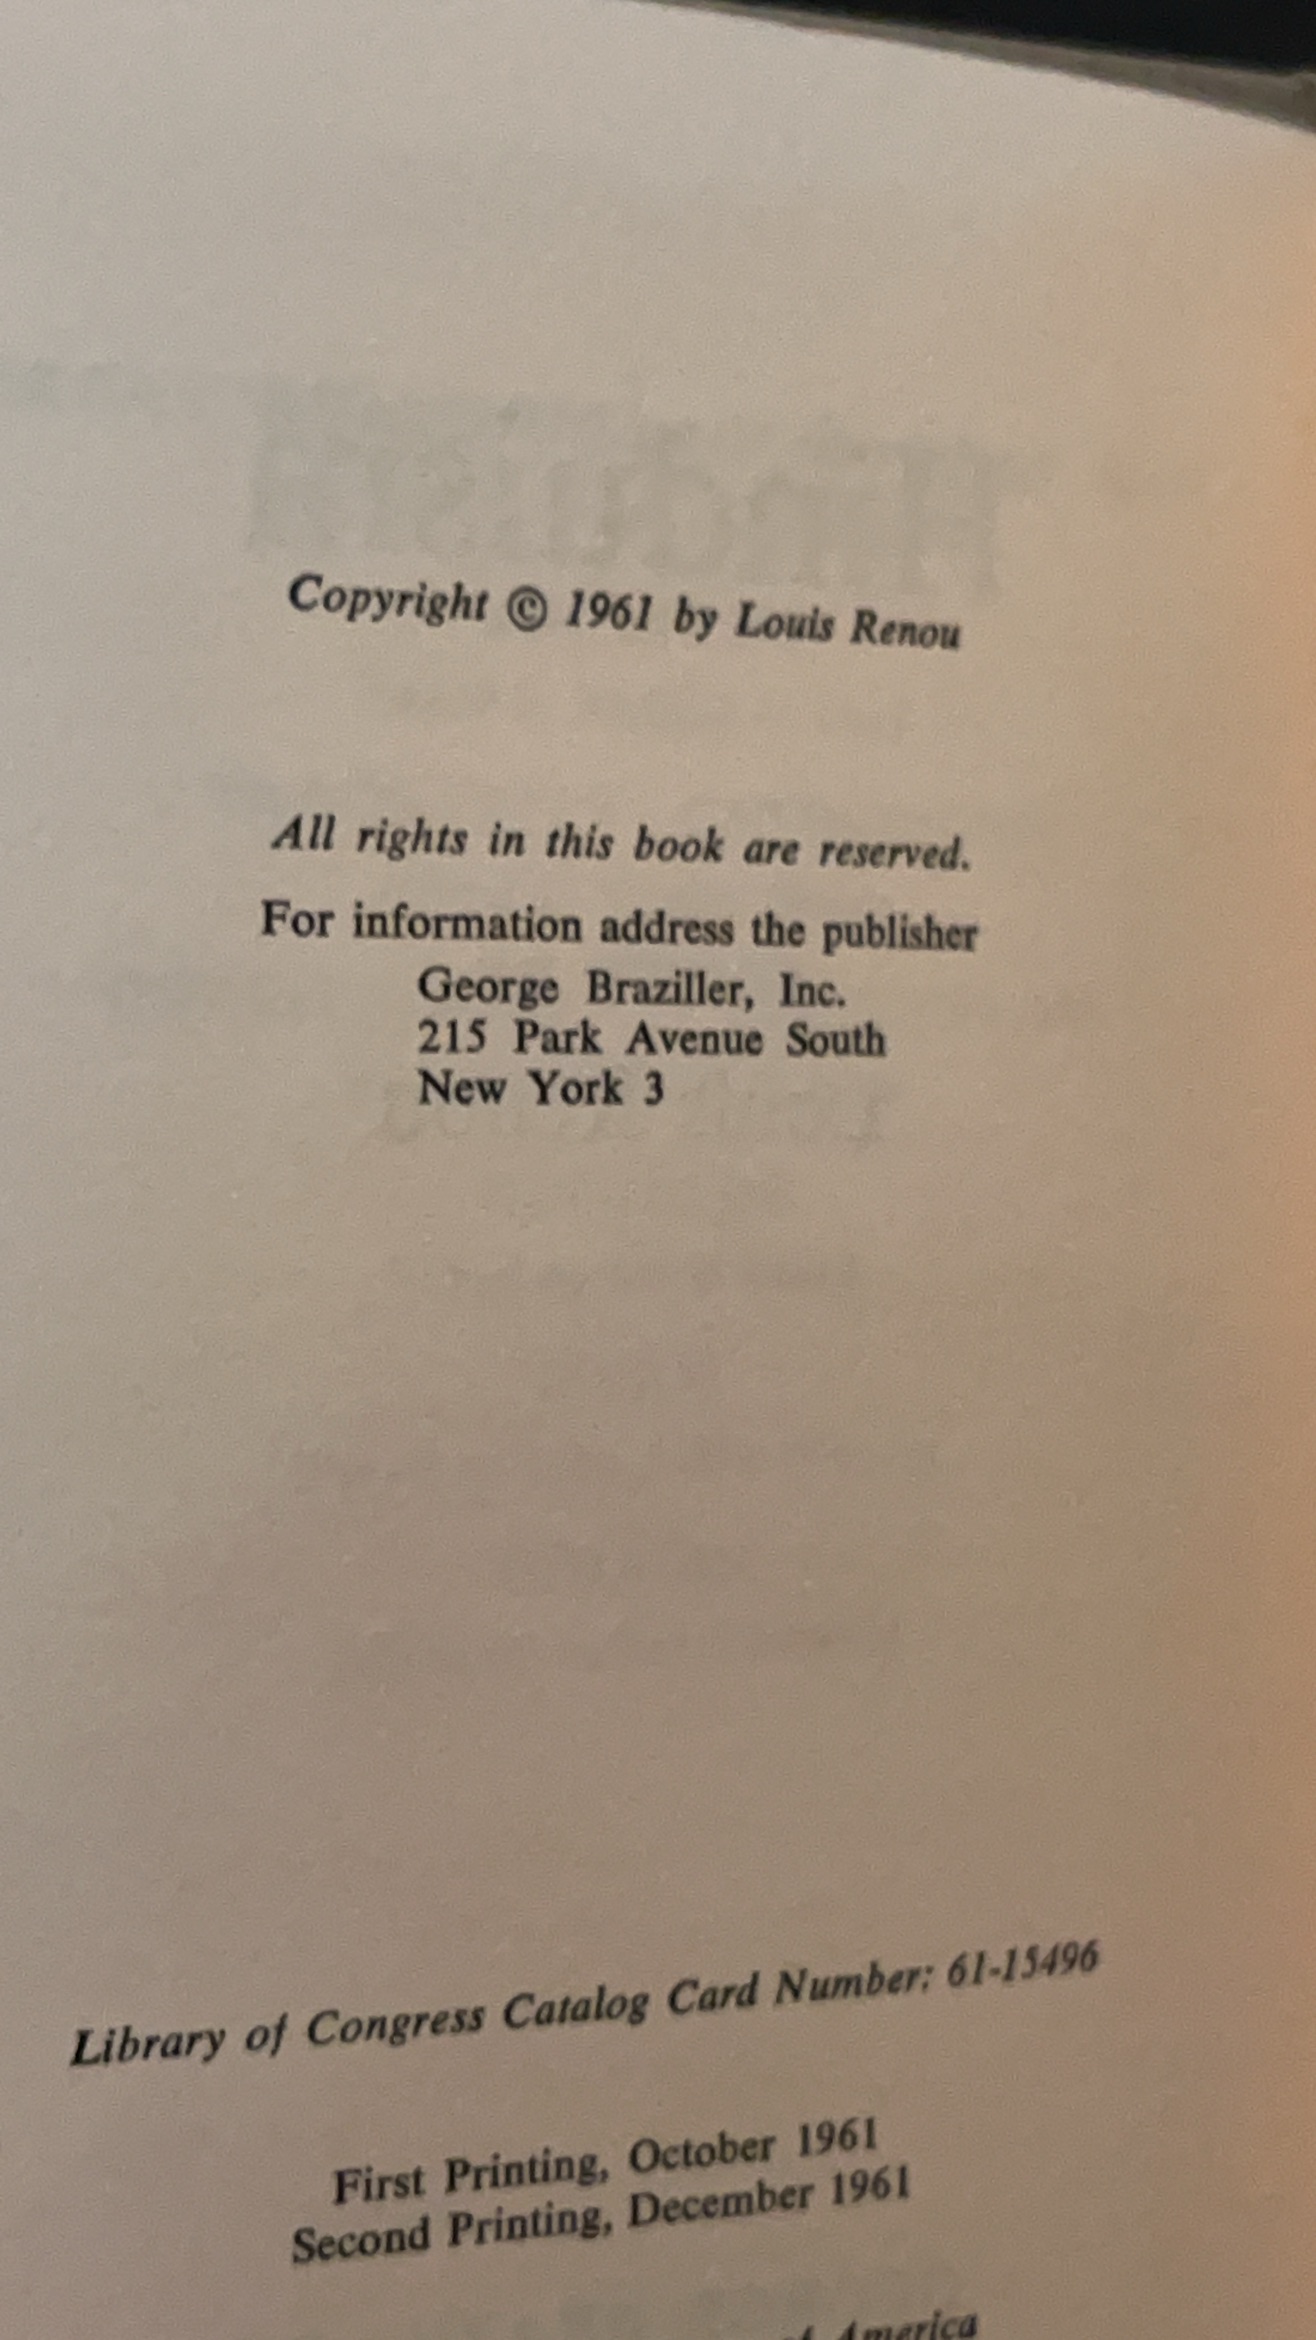 Copyright © 1961 by Louis Renou
All rights in this book are reserved.
For information address the publisher
George Braziller, Inc.
215 Park Avenue South
New York 3
Library of Congress Catalog Card Number: 61-15496
First Printing, October 1961
Second Printing, December 1961
of America